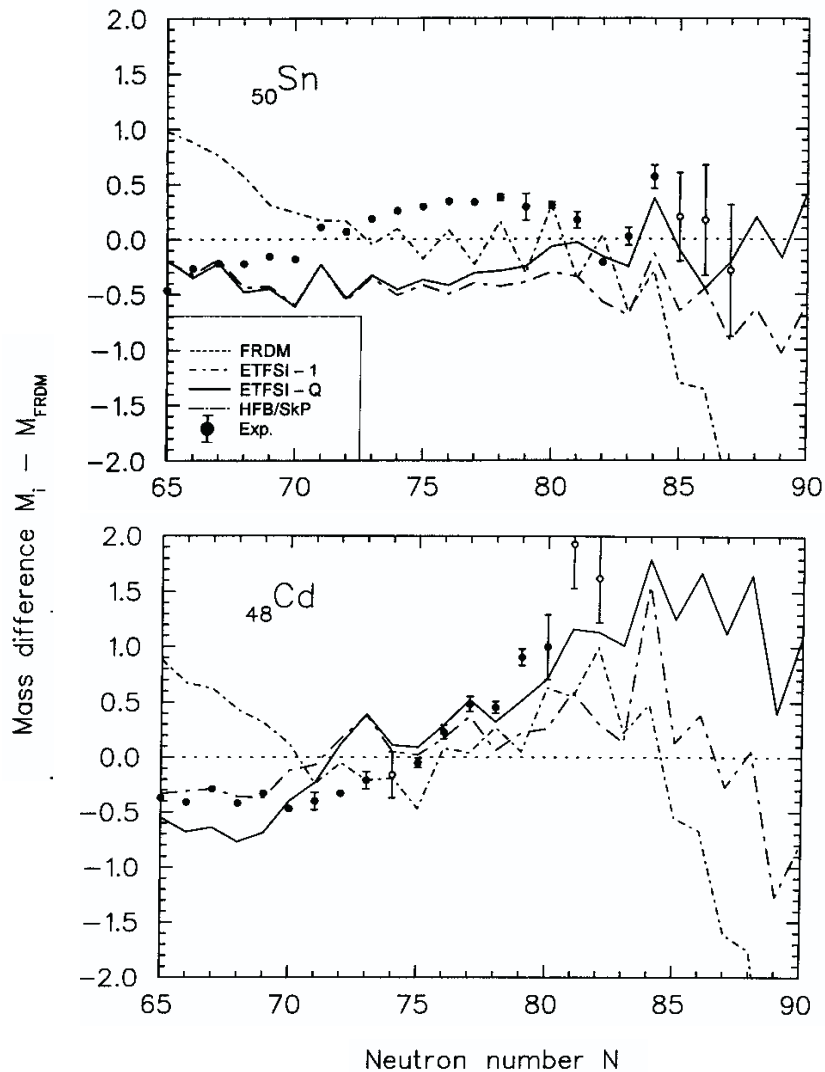 2.0
1.5
1.0
0.5
0.0
−0.5
−1.0
−1.5
−2.0
50Sn
FRDM
ETFSI − 1
ETFSI − Q
HFB/SkP
Exp.
65 70 75 80 85 90
Mass difference Mi − MFRDM
2.0
1.5
1.0
0.5
0.0
−0.5
−1.0
−1.5
−2.0
48Cd
65 70 75 80 85 90
Neutron number N